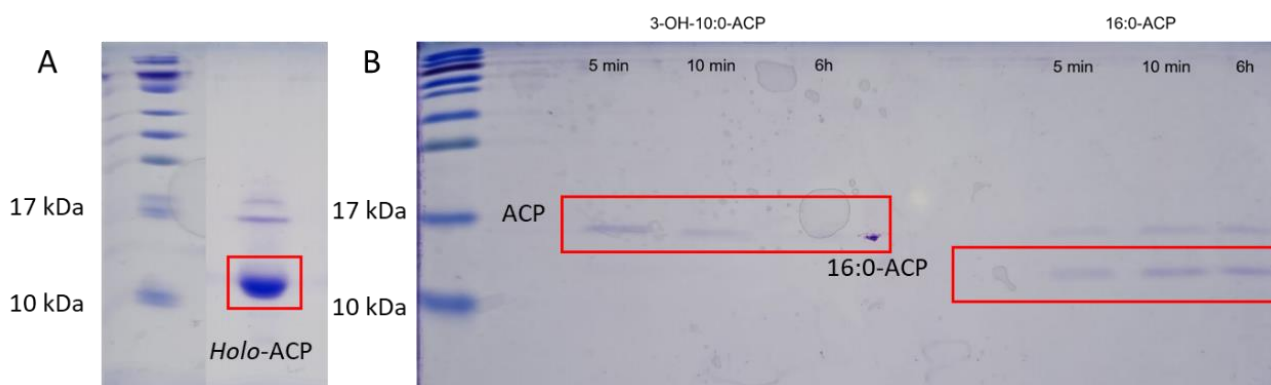 A
B
3-OH-10:0-ACP
16:0-ACP
5 min
10 min
6h
5 min
10 min
6h
17 kDa
17 kDa
ACP
16:0-ACP
10 kDa
10 kDa
Holo-ACP